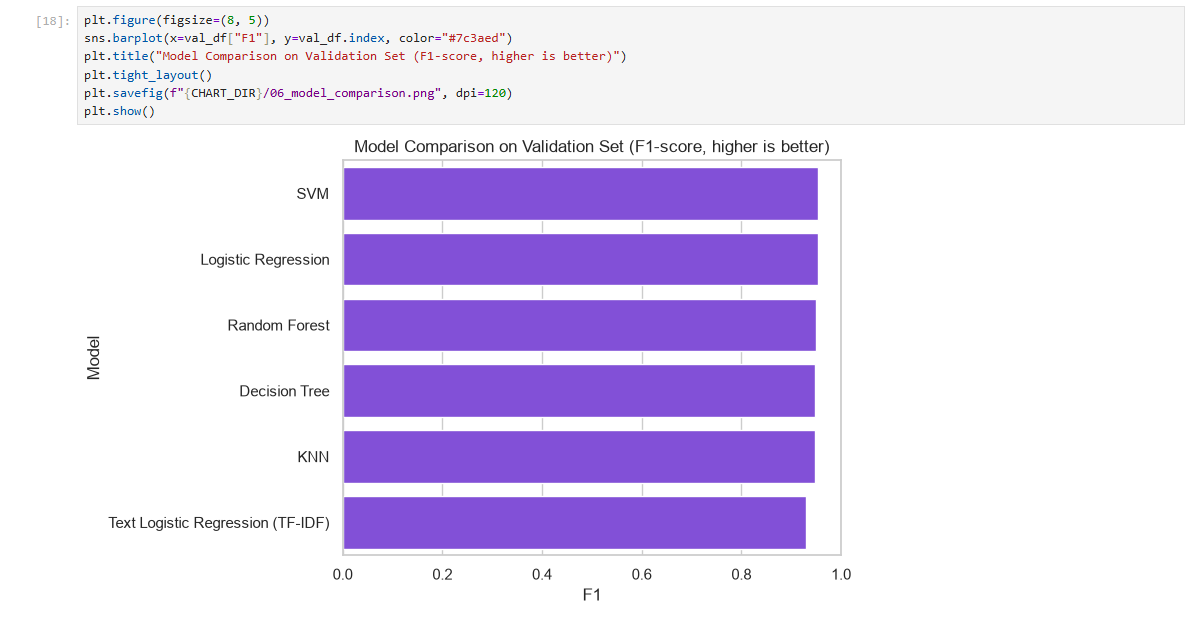 [18]:
plt.figure(figsize=(8, 5))
sns.barplot(x=val_df["F1"], y=val_df.index, color="#7c3aed")
plt.title("Model Comparison on Validation Set (F1-score, higher is better)")
plt.tight_layout()
plt.savefig(f"{CHART_DIR}/06_model_comparison.png", dpi=120)
plt.show()
Model Comparison on Validation Set (F1-score, higher is better)
Model
SVM
Logistic Regression
Random Forest
Decision Tree
KNN
Text Logistic Regression (TF-IDF)
0.0 0.2 0.4 0.6 0.8 1.0
F1